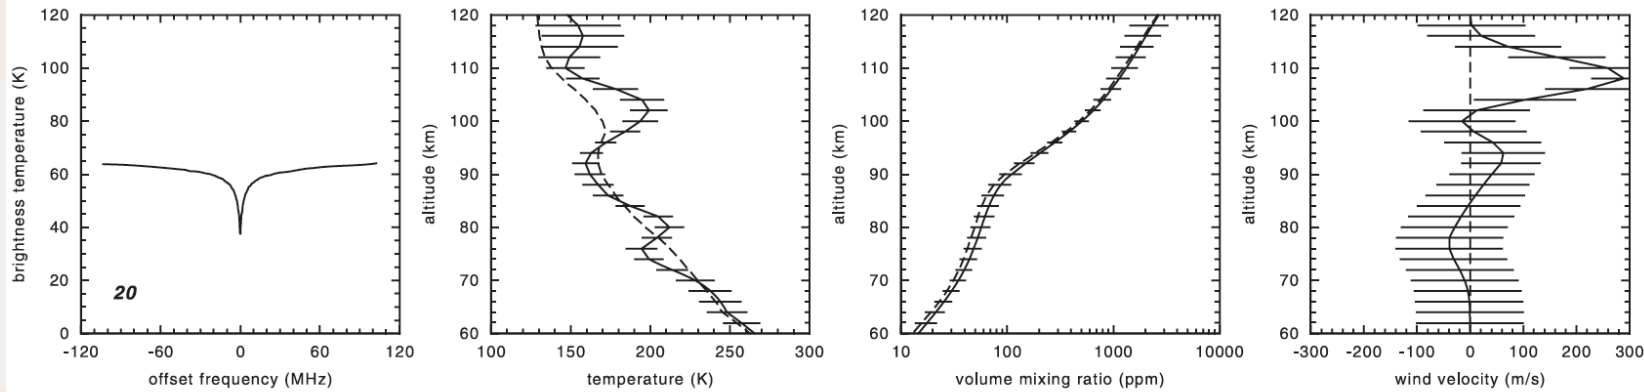 brightness temperature (K)
120
100
80
60
40
20
0
20
-120 -60 0 60 120
offset frequency (MHz)
altitude (km)
120
110
100
90
80
70
60
100 150 200 250 300
temperature (K)
altitude (km)
120
110
100
90
80
70
60
10 100 1000 10000
volume mixing ratio (ppm)
altitude (km)
120
110
100
90
80
70
60
-300 -200 -100 0 100 200 300
wind velocity (m/s)